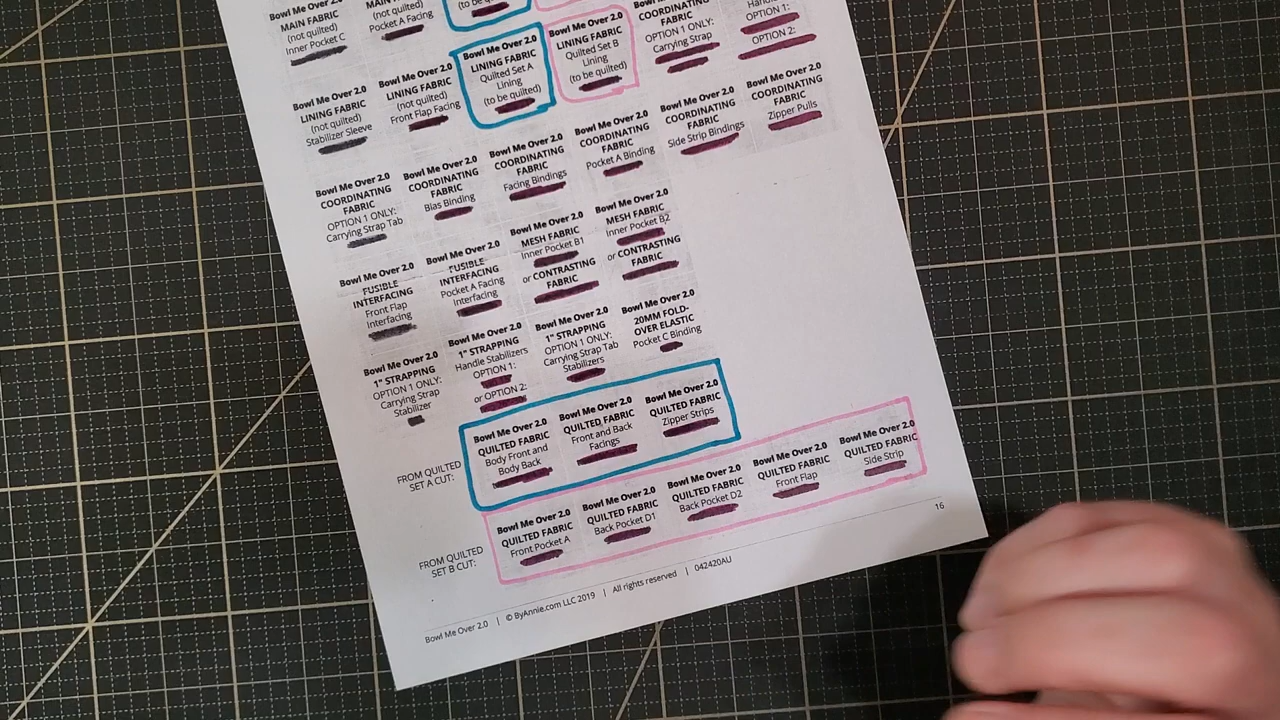 Bowl Me Over 2.0
MAIN FABRIC
(not quilted)
Inner Pocket C
(not quilted)
Pocket A Facing
(to be
COORDINATING
FABRIC
OPTION 1 ONLY:
Carrying Strap
OPTION 1:
OPTION 2:
Bowl Me Over 2.0
LINING FABRIC
(not quilted)
Stabilizer Sleeve
Bowl Me Over 2.0
LINING FABRIC
(not quilted)
Front Flap Facing
Bowl Me Over 2.0
LINING FABRIC
Quilted Set A
Lining
(to be quilted)
Bowl Me Over 2.0
LINING FABRIC
Quilted Set B
Lining
(to be quilted)
Bowl Me Over 2.0
COORDINATING
FABRIC
OPTION 1 ONLY:
Carrying Strap Tab
Bowl Me Over 2.0
COORDINATING
FABRIC
Bias Binding
Bowl Me Over 2.0
COORDINATING
FABRIC
Facing Bindings
Bowl Me Over 2.0
COORDINATING
FABRIC
Pocket A Binding
Bowl Me Over 2.0
COORDINATING
FABRIC
Side Strip Bindings
Bowl Me Over 2.0
COORDINATING
FABRIC
Zipper Pulls
Bowl Me Over 2.0
FUSIBLE
INTERFACING
Front Flap
Interfacing
Bowl Me Over 2.0
FUSIBLE
INTERFACING
Pocket A Facing
Interfacing
Bowl Me Over 2.0
MESH FABRIC
Inner Pocket B1
or CONTRASTING
FABRIC
Bowl Me Over 2.0
MESH FABRIC
Inner Pocket B2
or CONTRASTING
FABRIC
Bowl Me Over 2.0
1" STRAPPING
OPTION 1 ONLY:
Carrying Strap
Stabilizer
Bowl Me Over 2.0
1" STRAPPING
Handle Stabilizers
OPTION 1:
or OPTION 2:
Bowl Me Over 2.0
1" STRAPPING
OPTION 1 ONLY:
Carrying Strap Tab
Stabilizers
Bowl Me Over 2.0
20MM FOLD-
OVER ELASTIC
Pocket C Binding
FROM QUILTED
SET A CUT:
Bowl Me Over 2.0
QUILTED FABRIC
Body Front and
Body Back
Bowl Me Over 2.0
QUILTED FABRIC
Front and Back
Facings
Bowl Me Over 2.0
QUILTED FABRIC
Zipper Strips
FROM QUILTED
SET B CUT:
Bowl Me Over 2.0
QUILTED FABRIC
Front Pocket A
Bowl Me Over 2.0
QUILTED FABRIC
Back Pocket D1
Bowl Me Over 2.0
QUILTED FABRIC
Back Pocket D2
Bowl Me Over 2.0
QUILTED FABRIC
Front Flap
Bowl Me Over 2.0
QUILTED FABRIC
Side Strip
16
Bowl Me Over 2.0 | © ByAnnie.com LLC 2019 | All rights reserved | 042420AU